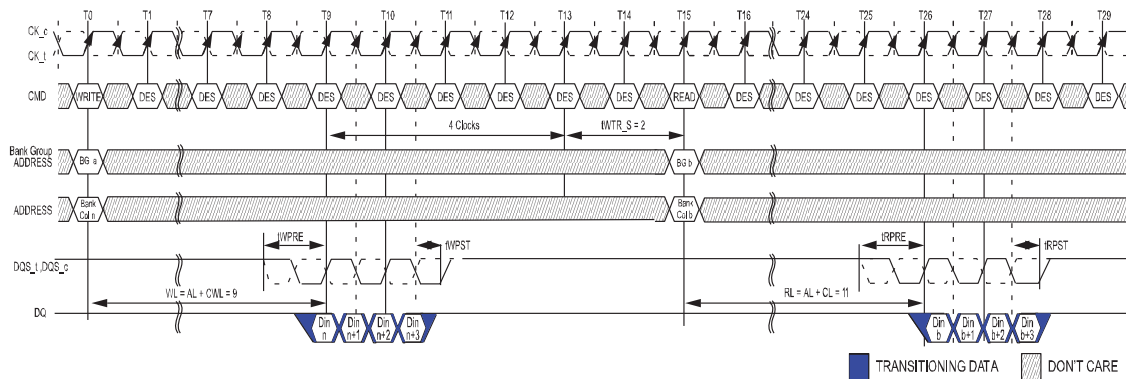 T0 T1 T7 T8 T9 T10 T11 T12 T13 T14 T15 T16 T24 T25 T26 T27 T28 T29
CK_c
CK_t
CMD WRITE DES DES DES DES DES DES DES DES DES READ DES DES DES DES DES DES DES
4 Clocks tWTR_S = 2
Bank Group
ADDRESS BG a BG b
ADDRESS Bank
Col n Bank
Col b
tWPRE tWPST tRPRE tRPST
DQS_t ,DQS_c
WL = AL + CWL = 9 RL = AL + CL = 11
DQ Din
n Din
n+1 Din
n+2 Din
n+3 Din
b Din
b+1 Din
b+2 Din
b+3
TRANSITIONING DATA DON'T CARE